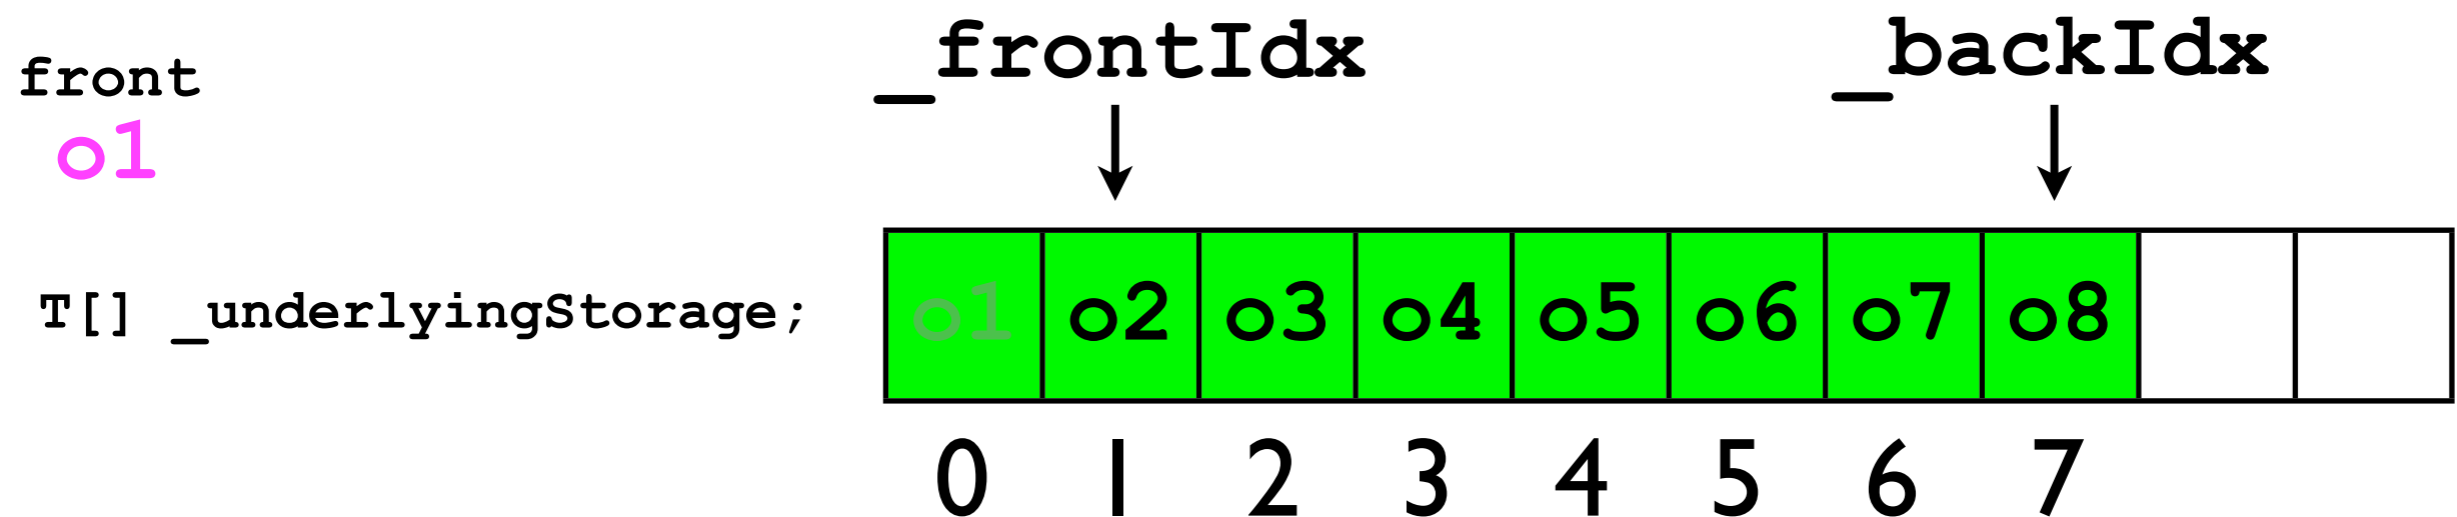 _frontIdx _backIdx
front
o1
T[] _underlyingStorage; o1 o2 o3 o4 o5 o6 o7 o8
0 1 2 3 4 5 6 7